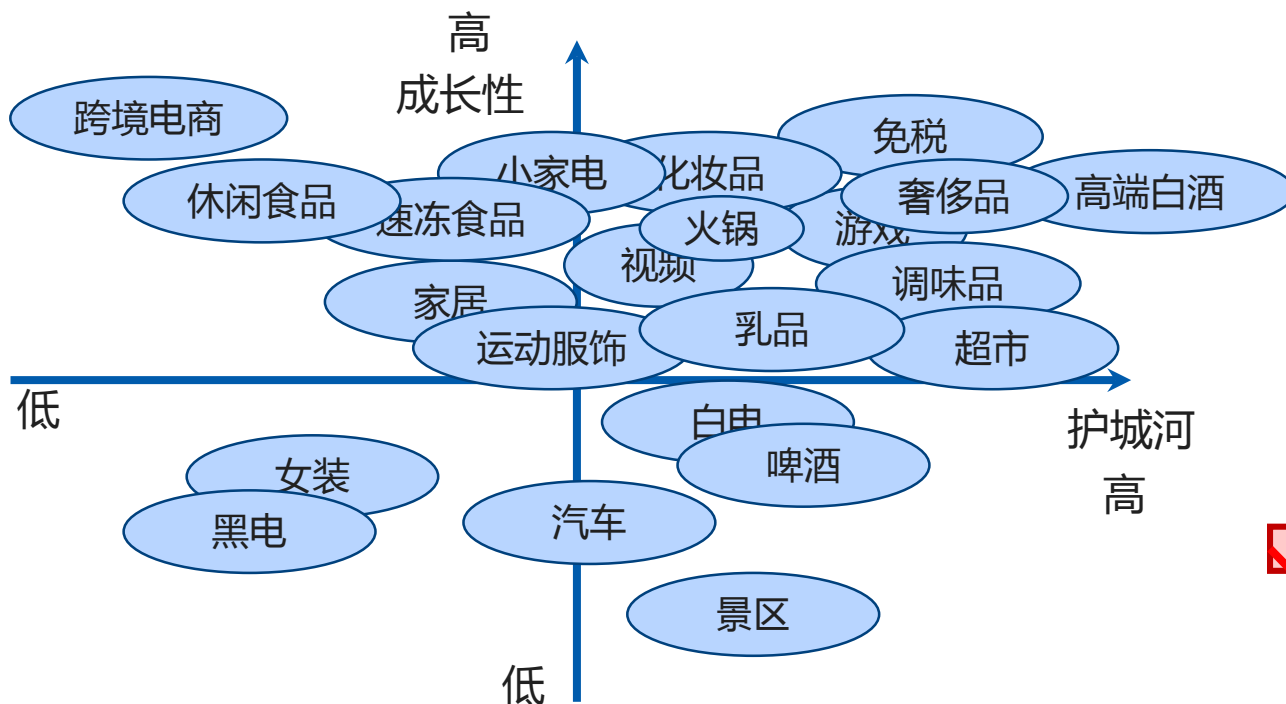 高
成长性
跨境电商
免税
小家电
化妆品
休闲食品
奢侈品
高端白酒
速冻食品
火锅
游戏
视频
调味品
家居
乳品
运动服饰
超市
低
白电
护城河
啤酒
女装
高
汽车
黑电
景区
低